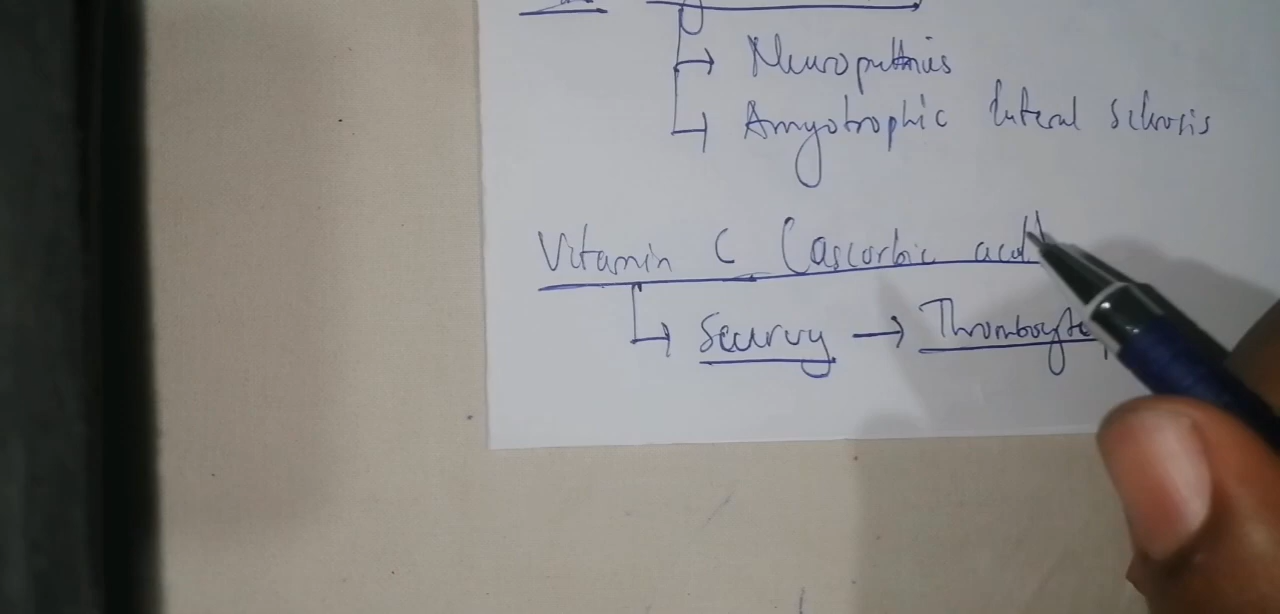 Neuropathies
Amyotrophic lateral sclerosis
Vitamin C (ascorbic acid)
Scurvy → Thrombocyto